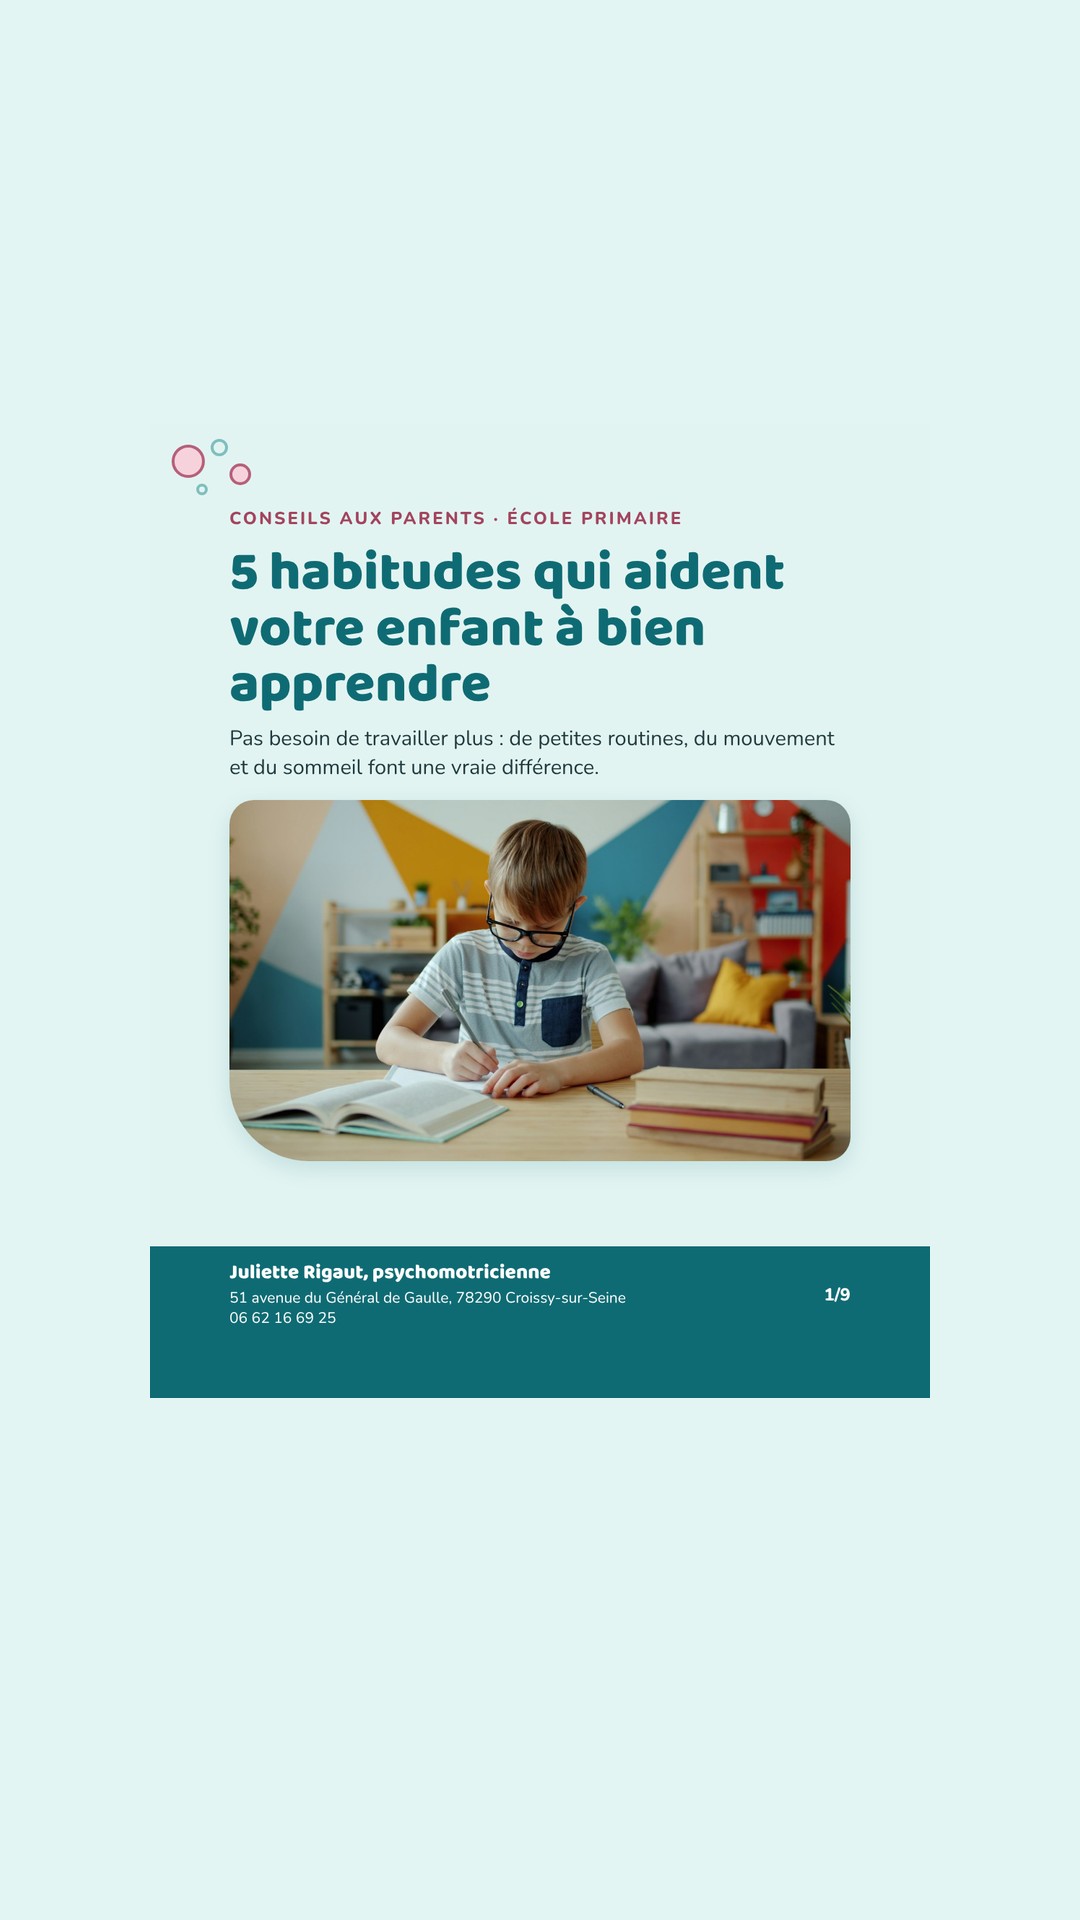 CONSEILS AUX PARENTS · ÉCOLE PRIMAIRE
5 habitudes qui aident
votre enfant à bien
apprendre
Pas besoin de travailler plus : de petites routines, du mouvement
et du sommeil font une vraie différence.
Juliette Rigaut, psychomotricienne
51 avenue du Général de Gaulle, 78290 Croissy-sur-Seine
06 62 16 69 25
1/9